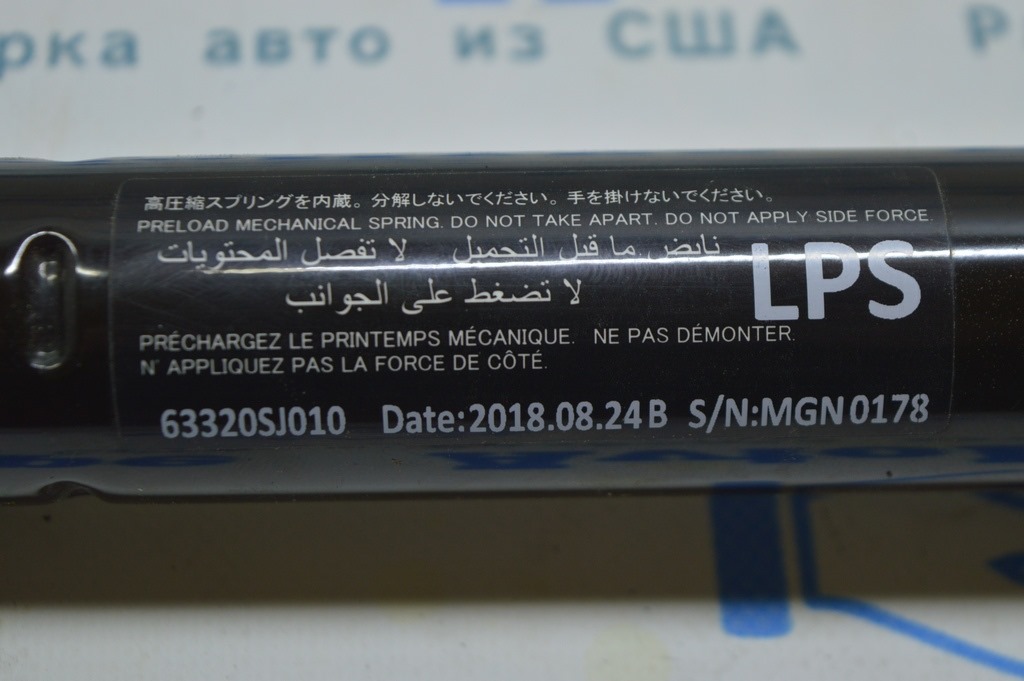 рка авто из США Р
高圧縮スプリングを内蔵。分解しないでください。手を掛けないでください。
PRELOAD MECHANICAL SPRING. DO NOT TAKE APART. DO NOT APPLY SIDE FORCE.
نابض ما قبل التحميل لا تفصل المحتويات
لا تضغط على الجوانب
LPS
PRÉCHARGEZ LE PRINTEMPS MÉCANIQUE. NE PAS DÉMONTER.
N' APPLIQUEZ PAS LA FORCE DE CÔTÉ.
63320SJ010 Date:2018.08.24B S/N:MGN0178